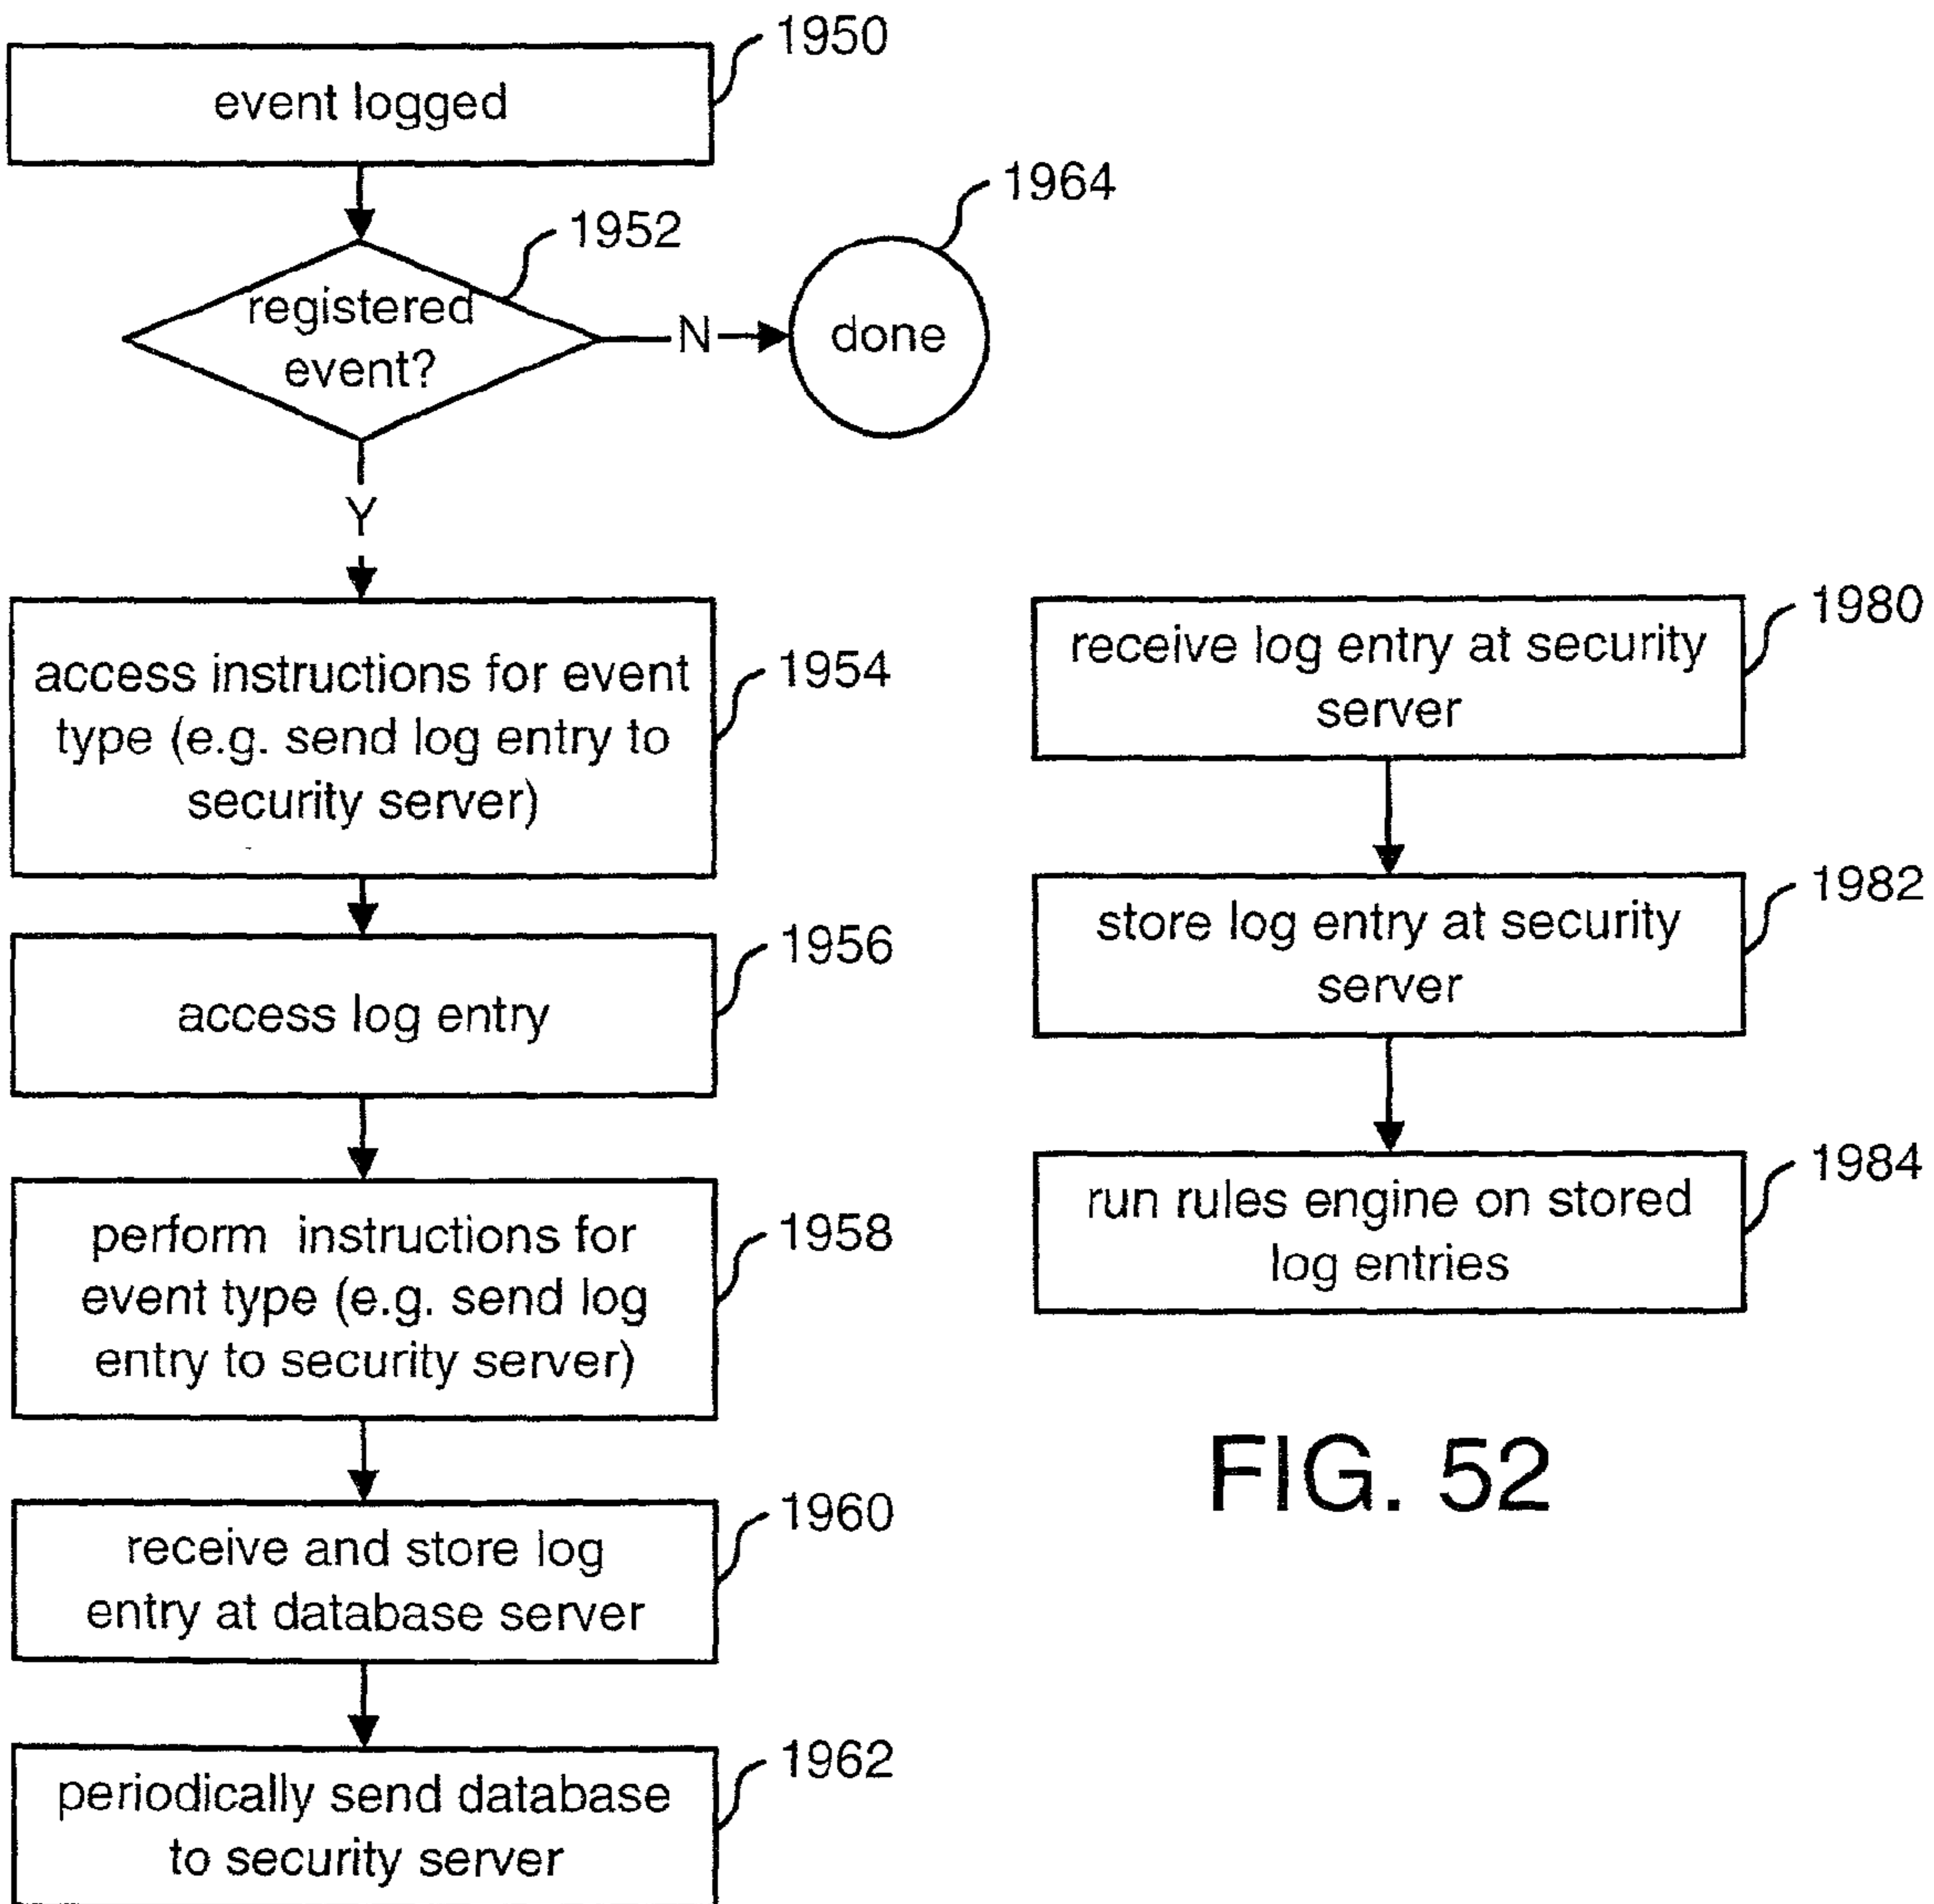 1950
event logged
1952
registered
event?
N
1964
done
Y
1954
access instructions for event
type (e.g. send log entry to
security server)
1956
access log entry
1958
perform instructions for
event type (e.g. send log
entry to security server)
1960
receive and store log
entry at database server
1962
periodically send database
to security server
1980
receive log entry at security
server
1982
store log entry at security
server
1984
run rules engine on stored
log entries
FIG. 52